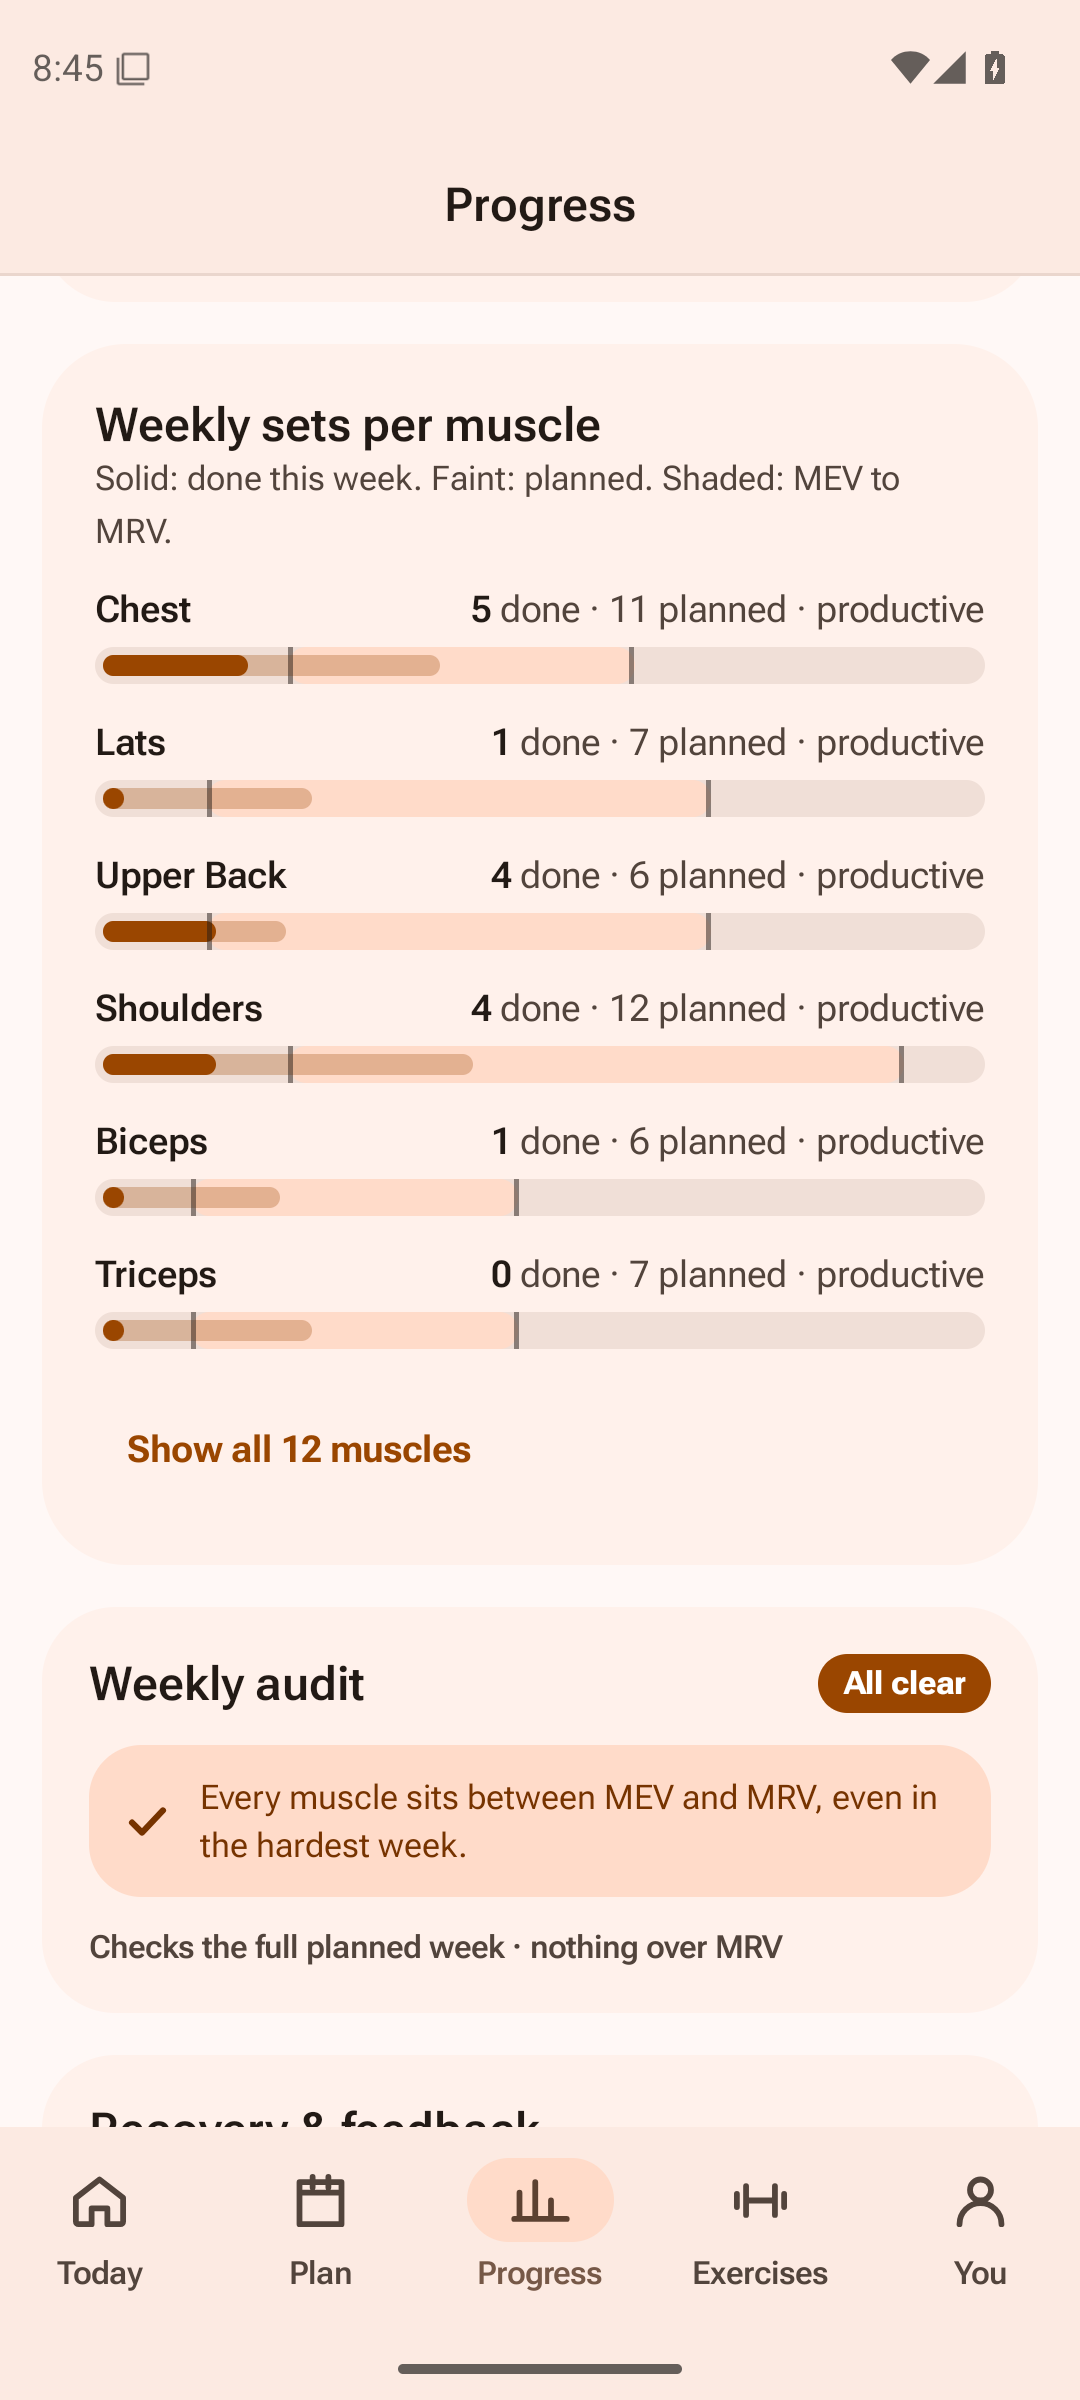 8:45
Progress
Weekly sets per muscle
Solid: done this week. Faint: planned. Shaded: MEV to
MRV.
Chest 5 done · 11 planned · productive
Lats 1 done · 7 planned · productive
Upper Back 4 done · 6 planned · productive
Shoulders 4 done · 12 planned · productive
Biceps 1 done · 6 planned · productive
Triceps 0 done · 7 planned · productive
Show all 12 muscles
Weekly audit All clear
Every muscle sits between MEV and MRV, even in
the hardest week.
Checks the full planned week · nothing over MRV
Recovery & feedback
Today Plan Progress Exercises You